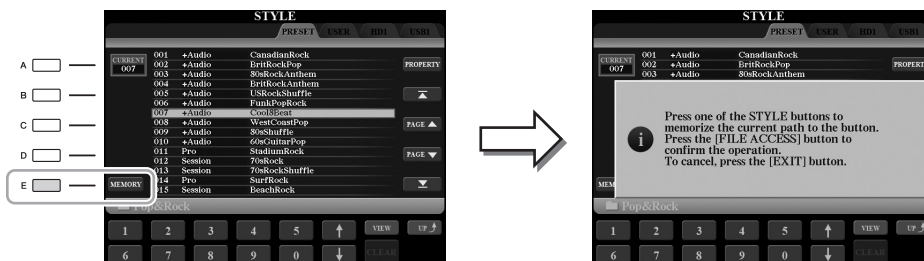 STYLE
PRESET USER HD1 USB1
CURRENT
007
001 +Audio CanadianRock
002 +Audio BritRockPop
003 +Audio 80sRockAnthem
004 +Audio BritRockAnthem
005 +Audio USRockShuffle
006 +Audio FunkPopRock
007 +Audio Cool8Beat
008 +Audio WestCoastPop
009 +Audio 80sShuffle
010 +Audio 60sGuitarPop
011 Pro StadiumRock
012 Session 70sRock
013 Session 70sRockShuffle
014 Pro SurfRock
015 Session BeachRock
PROPERTY
PAGE
PAGE
A
B
C
D
E
MEMORY
Pop&Rock
1 2 3 4 5 VIEW UP
6 7 8 9 0 CLEAR
STYLE
PRESET USER HD1 USB1
CURRENT
007
001 +Audio CanadianRock
002 +Audio BritRockPop
003 +Audio 80sRockAnthem
Press one of the STYLE buttons to
memorize the current path to the button.
Press the [FILE ACCESS] button to
confirm the operation.
To cancel, press the [EXIT] button.
Pop&Rock
1 2 3 4 5 VIEW
6 7 8 9 0 CLEAR